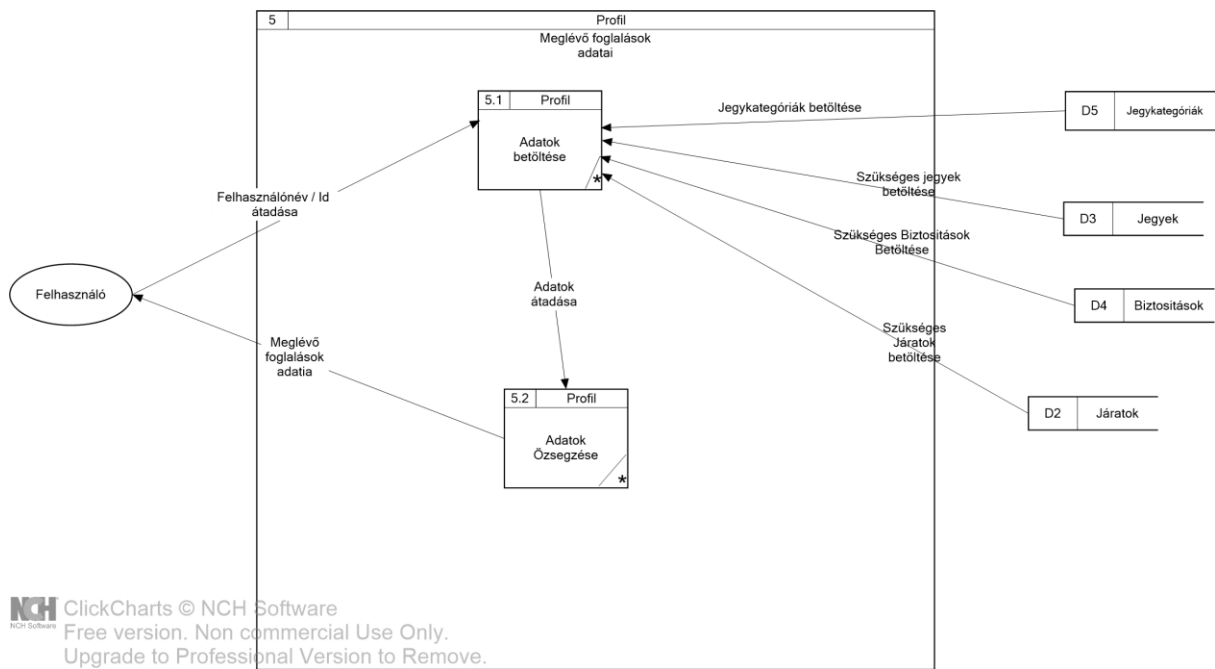 5 Profil
Meglévő foglalások
adatai
5.1 Profil
Adatok
betöltése
*
Jegykategóriák betöltése
D5 Jegykategóriák
Szükséges jegyek
betöltése
D3 Jegyek
Felhasználónév / Id
átadása
Szükséges Biztositások
Betöltése
D4 Biztositások
Felhasználó
Adatok
átadása
Szükséges
Járatok
betöltése
Meglévő
foglalások
adatia
D2 Járatok
5.2 Profil
Adatok
Őzsegzése
*
NCH
NCH Software
ClickCharts © NCH Software
Free version. Non commercial Use Only.
Upgrade to Professional Version to Remove.